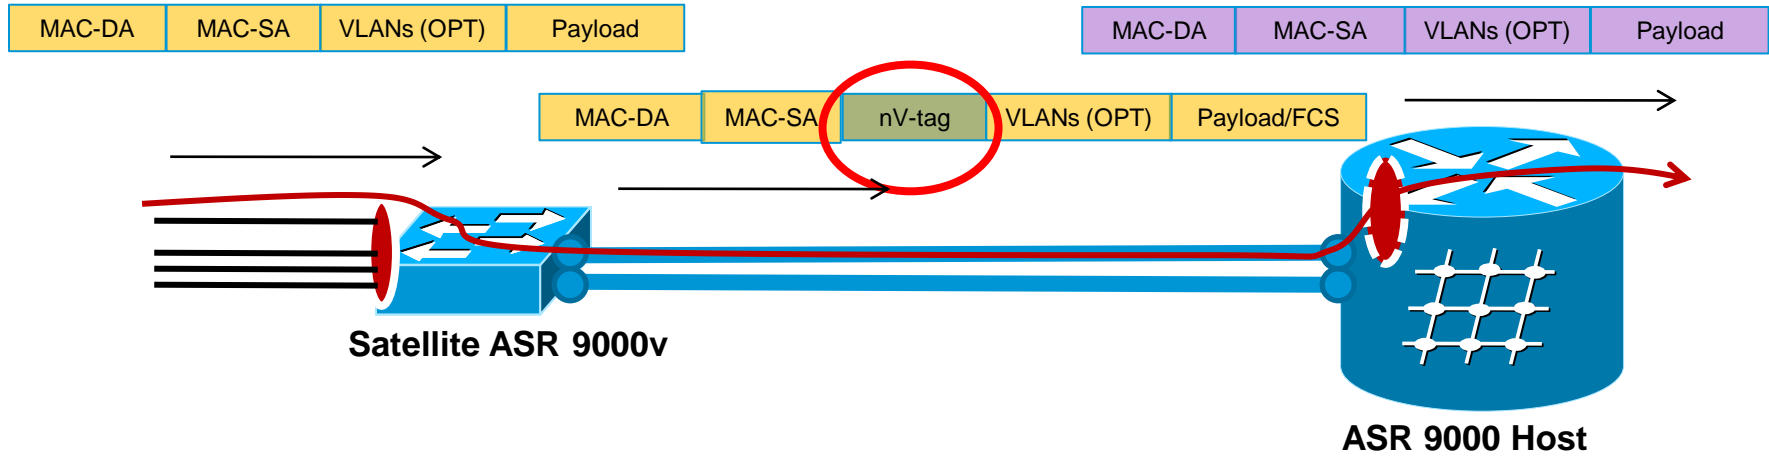 MAC-DA MAC-SA VLANs (OPT) Payload
MAC-DA MAC-SA VLANs (OPT) Payload
MAC-DA MAC-SA nV-tag VLANs (OPT) Payload/FCS
Satellite ASR 9000v
ASR 9000 Host